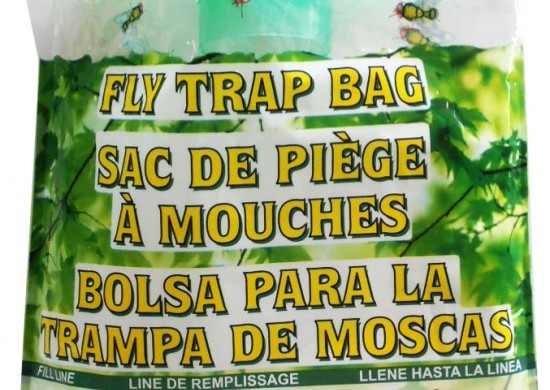 FLY TRAP BAG
SAC DE PIÈGE
À MOUCHES
BOLSA PARA LA
TRAMPA DE MOSCAS
FILL LINE LINE DE REMPLISSAGE LLENE HASTA LA LINEA